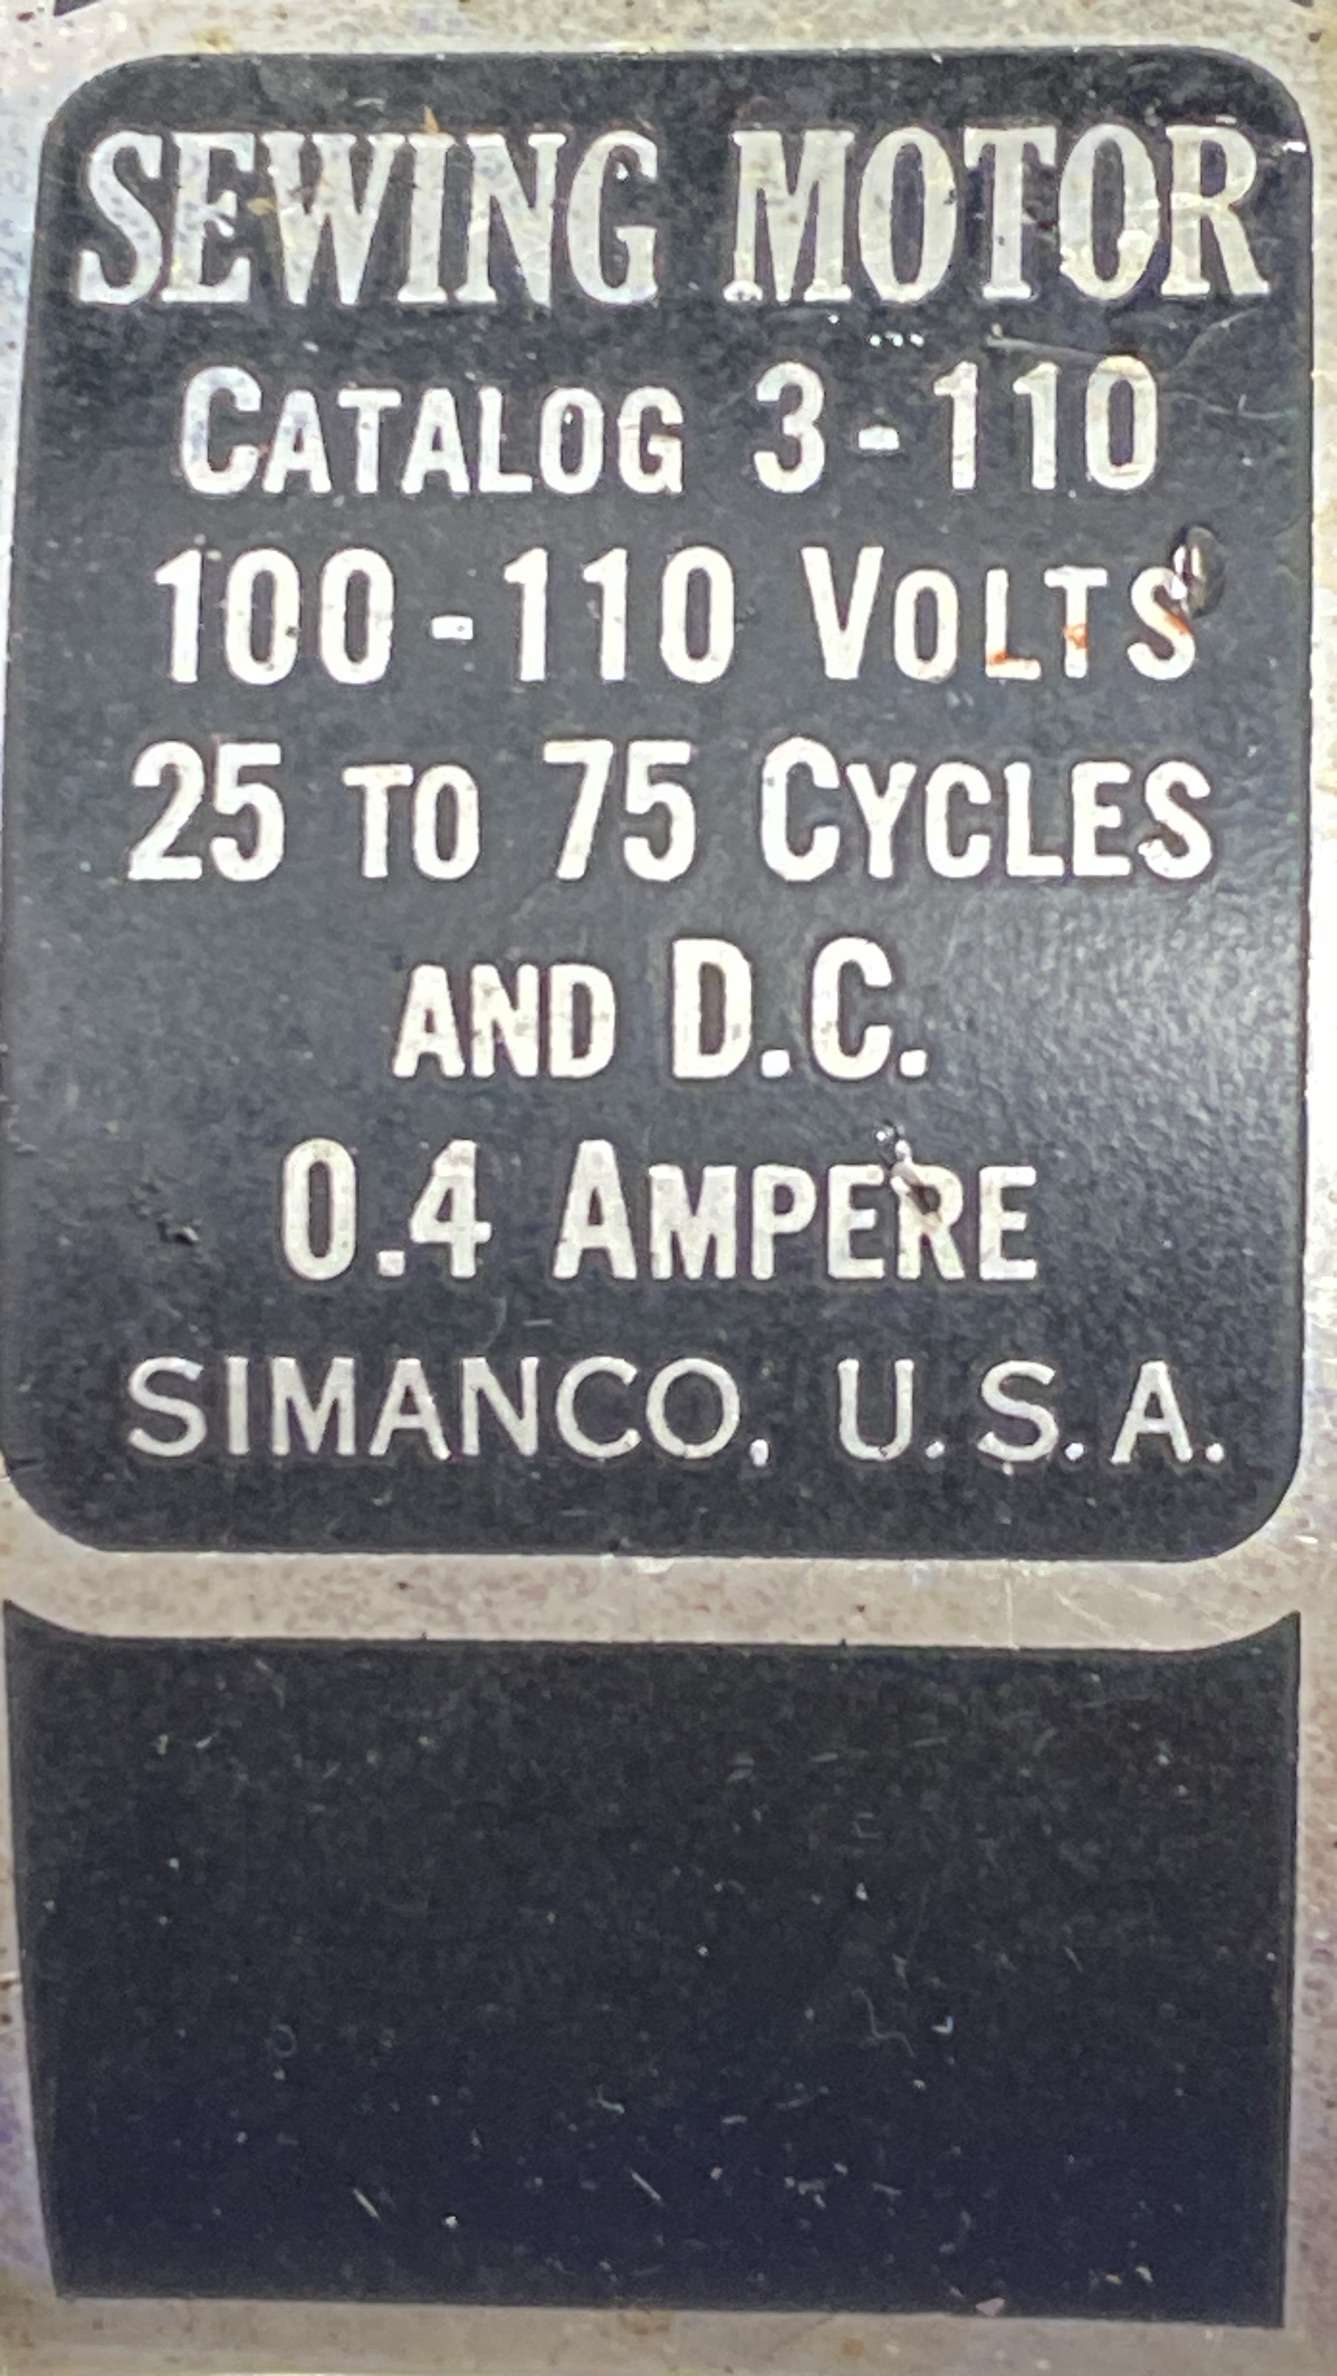 SEWING MOTOR
CATALOG 3-110
100-110 VOLTS
25 TO 75 CYCLES
AND D.C.
0.4 AMPERE
SIMANCO, U.S.A.